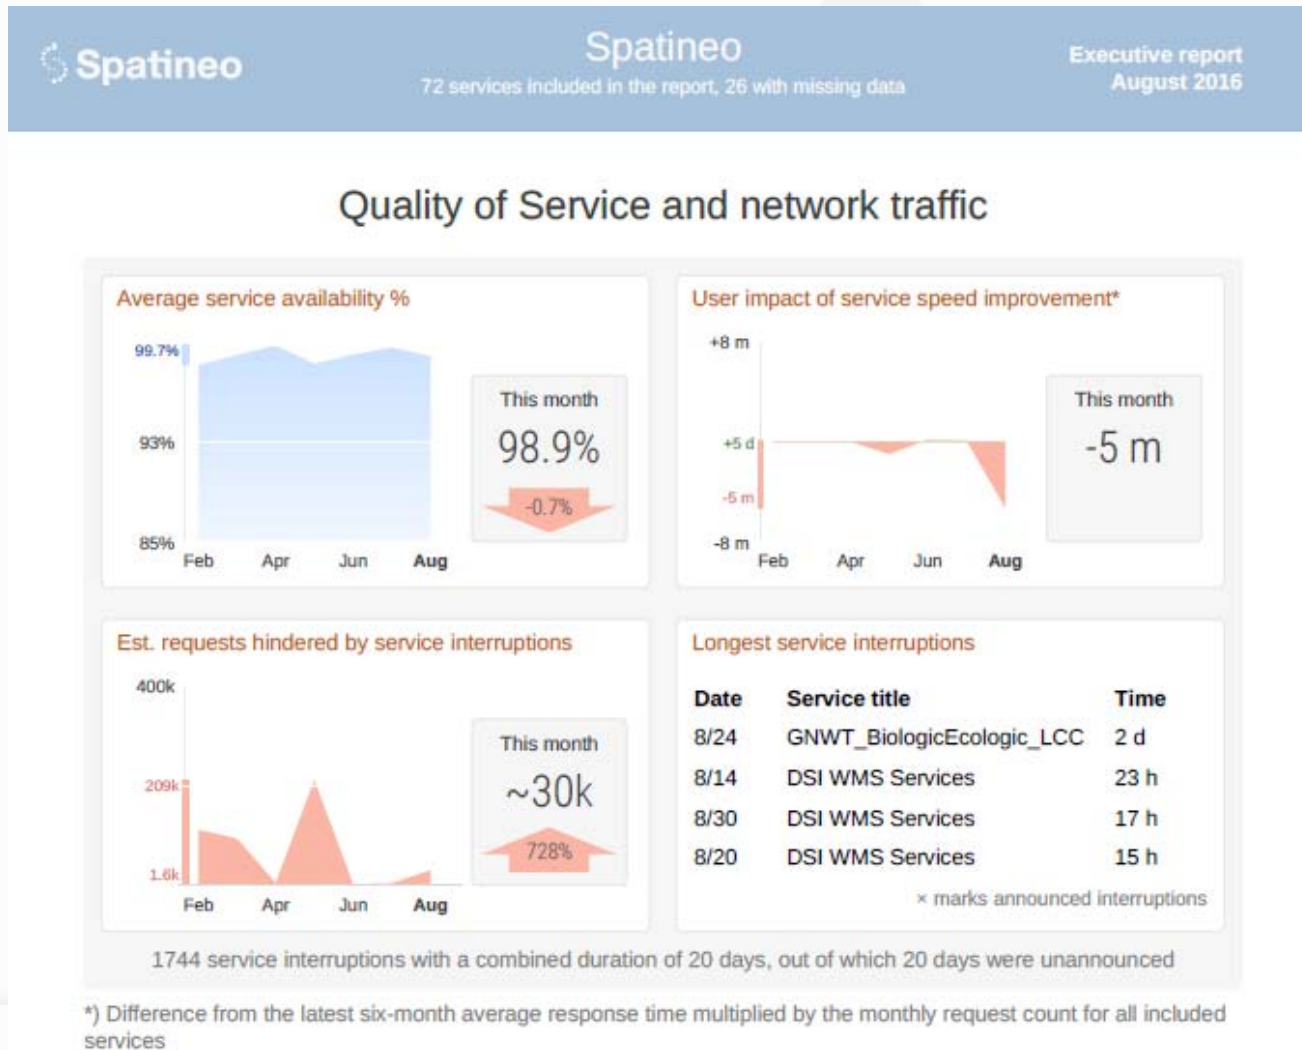 Spatineo
Spatineo
72 services included in the report, 26 with missing data
Executive report
August 2016
Quality of Service and network traffic
Average service availability %
99.7%
93%
85%
Feb Apr Jun Aug
This month
98.9%
-0.7%
User impact of service speed improvement*
+8 m
+5 d
-5 m
-8 m
Feb Apr Jun Aug
This month
-5 m
Est. requests hindered by service interruptions
400k
209k
1.6k
Feb Apr Jun Aug
This month
~30k
728%
Longest service interruptions
Date Service title Time
8/24 GNWT_BiologicEcologic_LCC 2 d
8/14 DSI WMS Services 23 h
8/30 DSI WMS Services 17 h
8/20 DSI WMS Services 15 h
× marks announced interruptions
1744 service interruptions with a combined duration of 20 days, out of which 20 days were unannounced
*) Difference from the latest six-month average response time multiplied by the monthly request count for all included
services